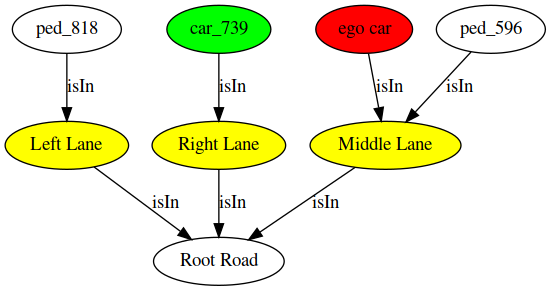 ped_818
car_739
ego car
ped_596
isIn
isIn
isIn
isIn
Left Lane
Right Lane
Middle Lane
isIn
isIn
isIn
Root Road